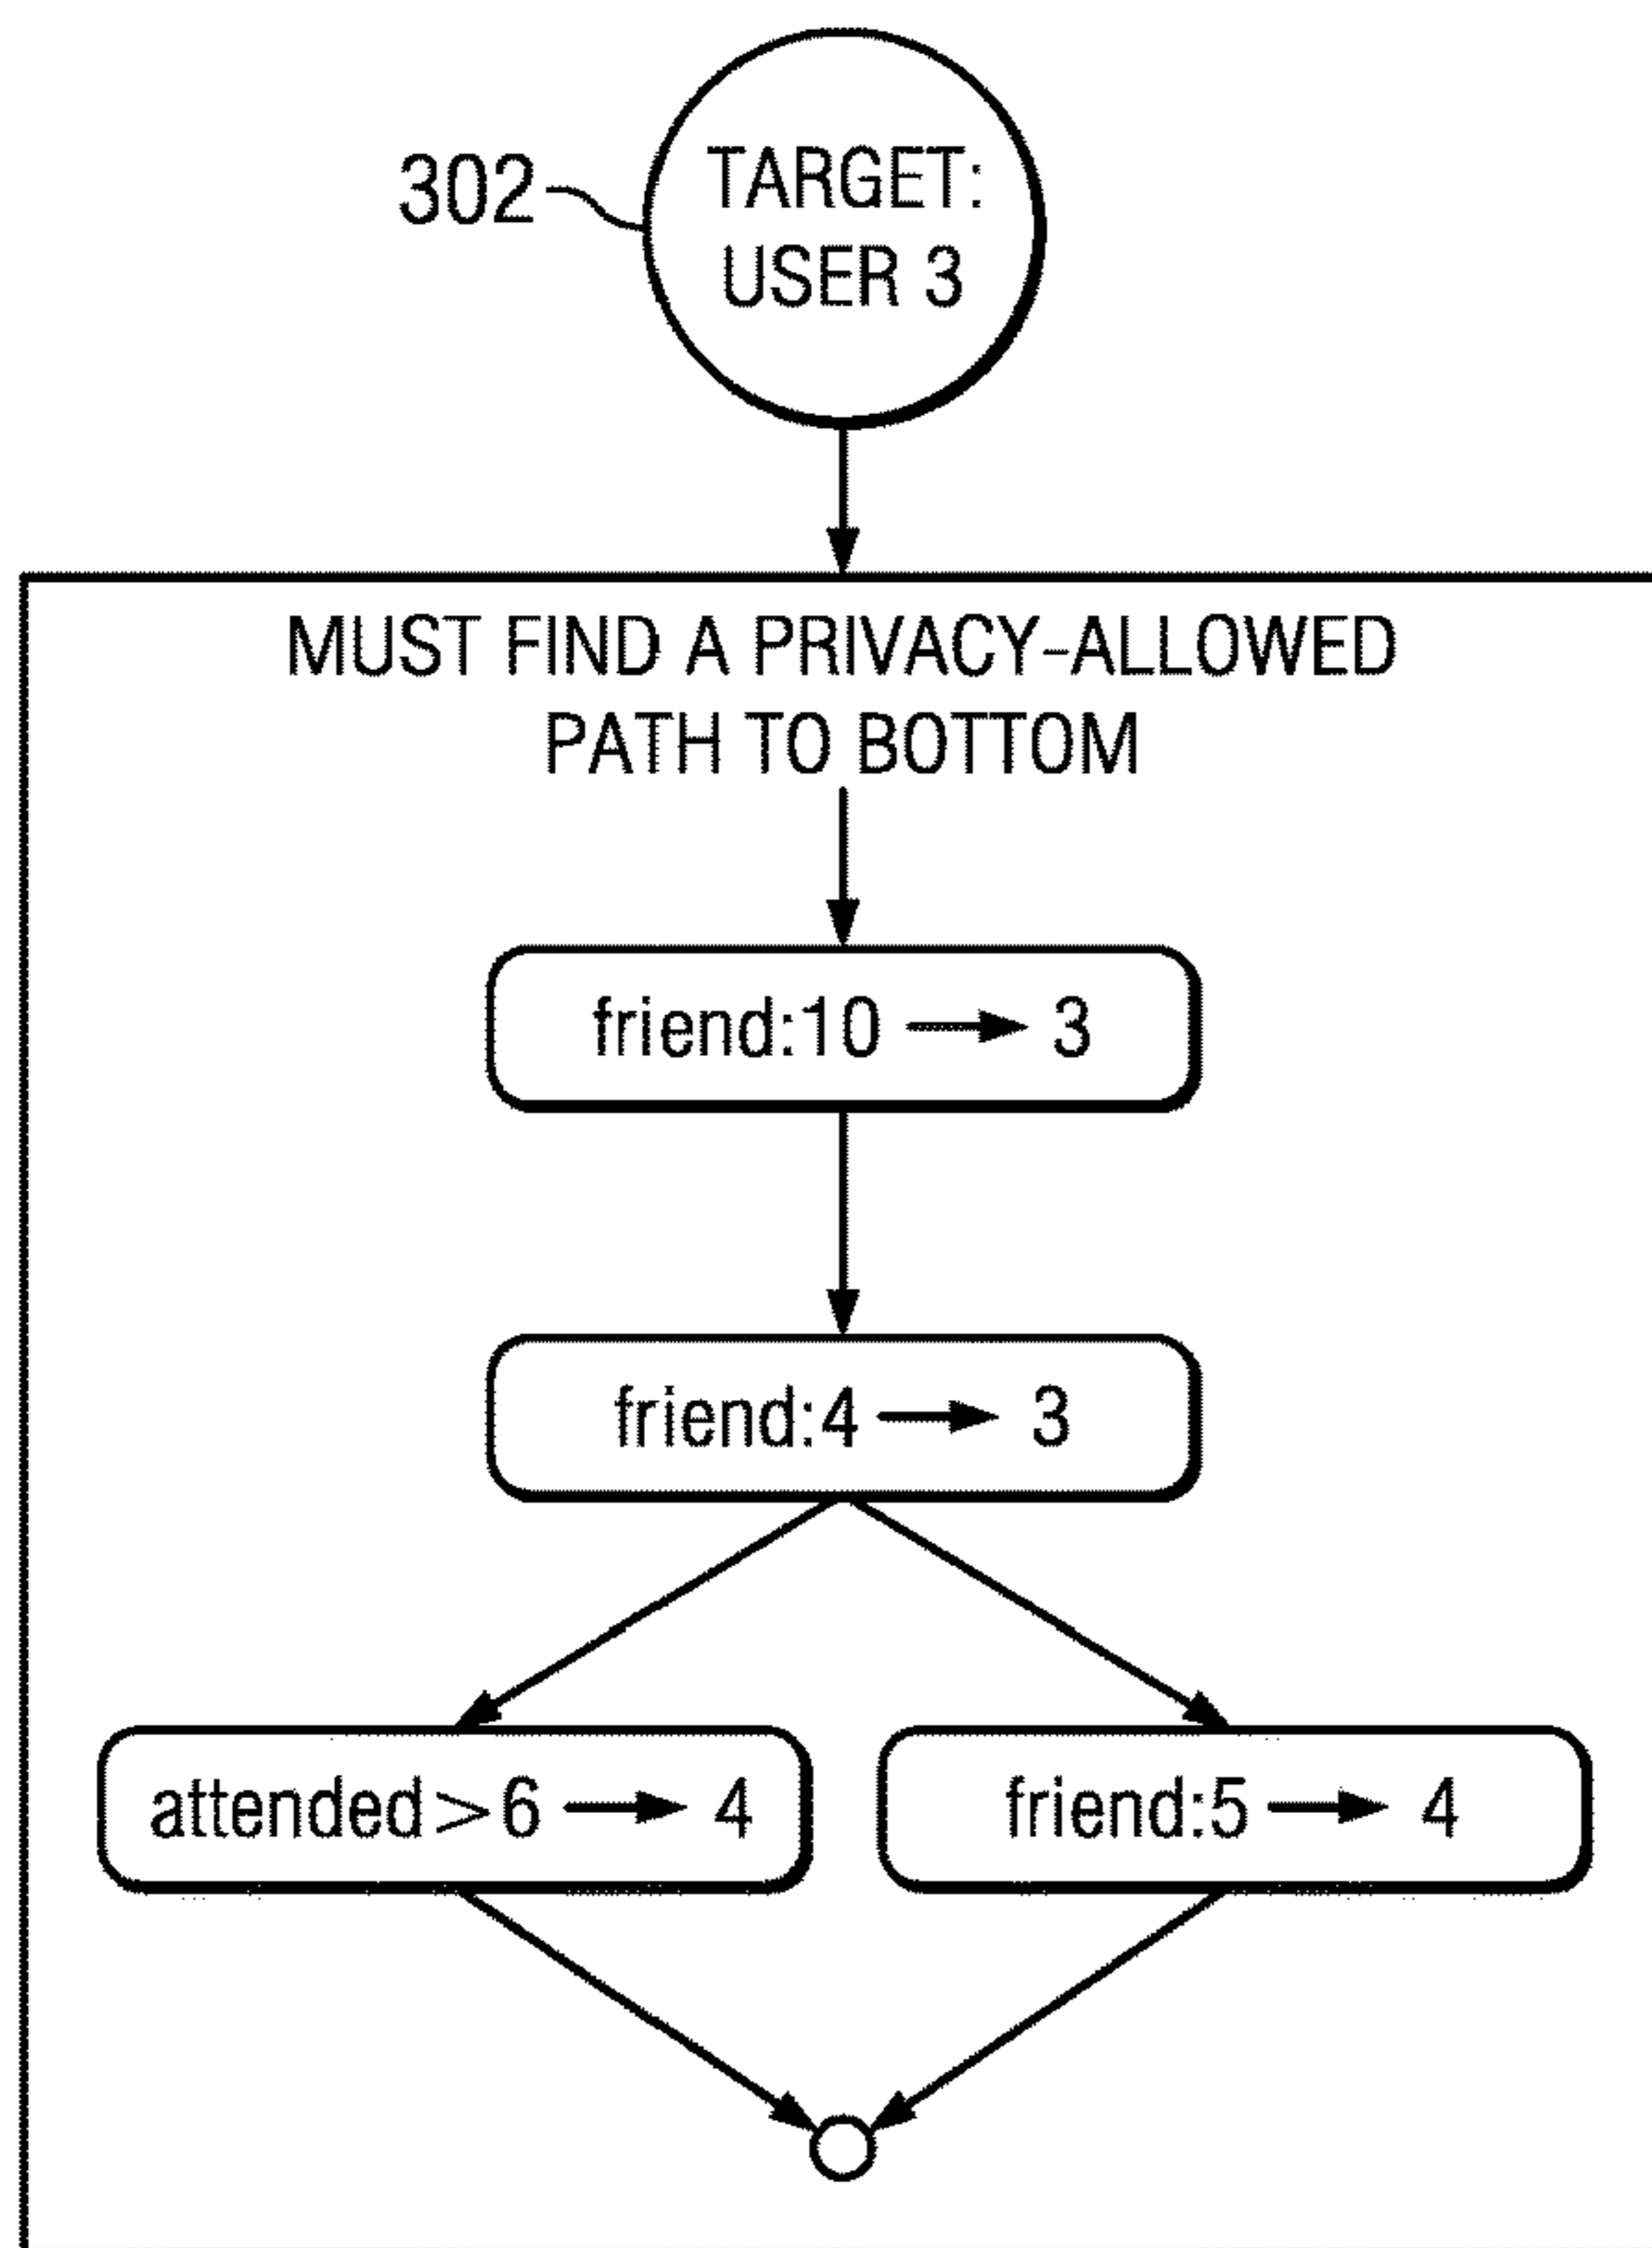 302
TARGET:
USER 3
MUST FIND A PRIVACY-ALLOWED
PATH TO BOTTOM
friend:10 → 3
friend:4 → 3
attended>6 → 4
friend:5 → 4